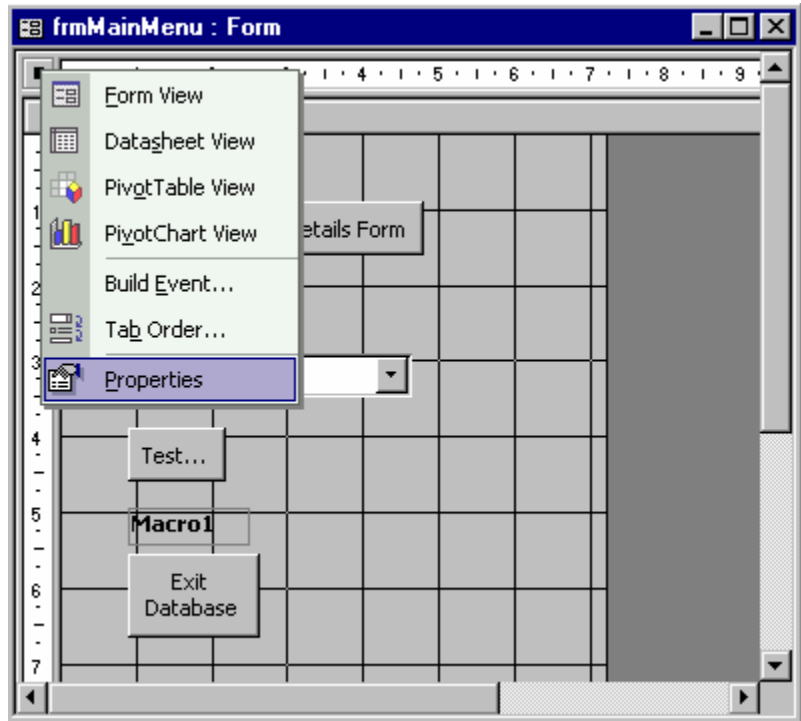 frmMainMenu : Form
4 5 6 7 8 9
Form View
Datasheet View
PivotTable View
1
PivotChart View
etails Form
2
Build Event...
Tab Order...
3
Properties
4
Test...
5
Macro1
6
Exit
Database
7